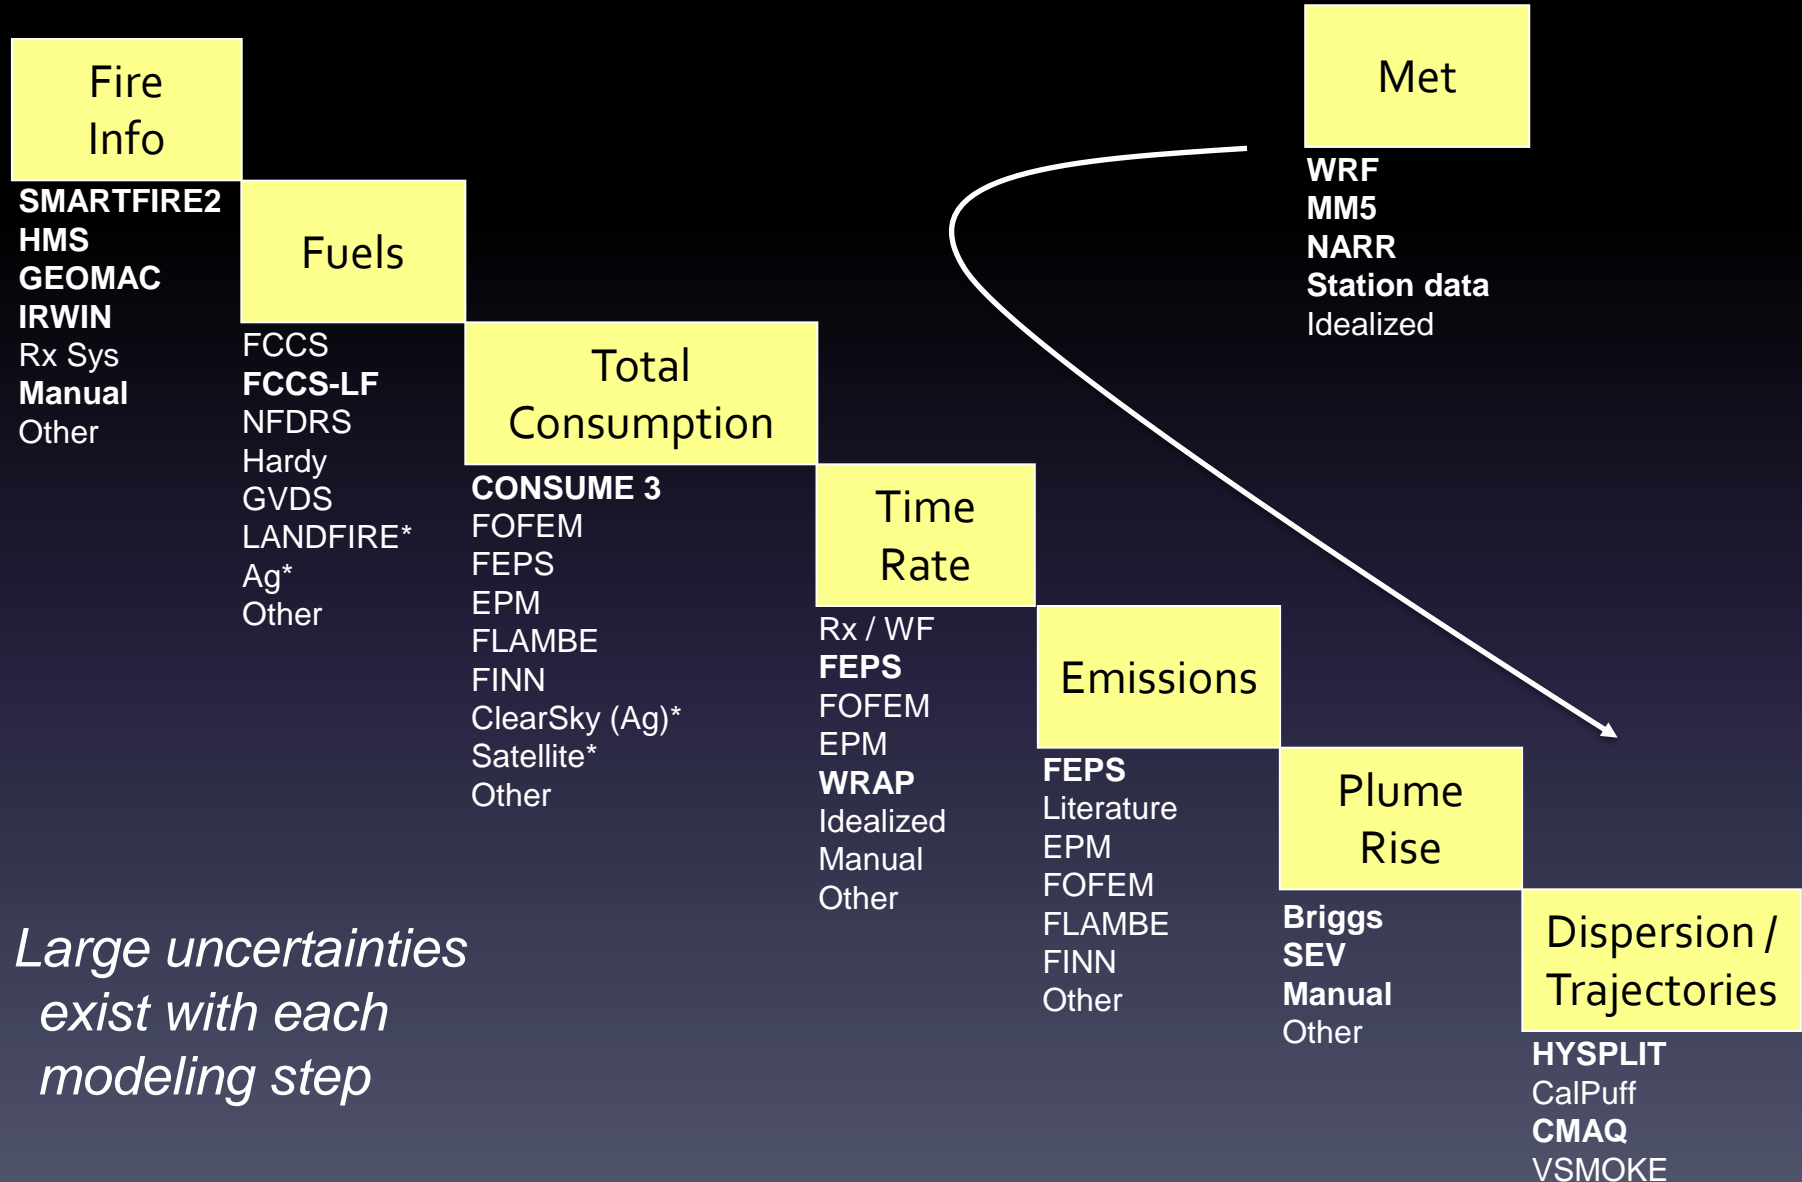 Fire
Info
SMARTFIRE2
HMS
GEOMAC
IRWIN
Rx Sys
Manual
Other
Fuels
FCCS
FCCS-LF
NFDRS
Hardy
GVDS
LANDFIRE*
Ag*
Other
Total
Consumption
CONSUME 3
FOFEM
FEPS
EPM
FLAMBE
FINN
ClearSky (Ag)*
Satellite*
Other
Time
Rate
Rx / WF
FEPS
FOFEM
EPM
WRAP
Idealized
Manual
Other
Emissions
FEPS
Literature
EPM
FOFEM
FLAMBE
FINN
Other
Plume
Rise
Briggs
SEV
Manual
Other
Dispersion /
Trajectories
HYSPLIT
CalPuff
CMAQ
VSMOKE
Met
WRF
MM5
NARR
Station data
Idealized
Large uncertainties
exist with each
modeling step